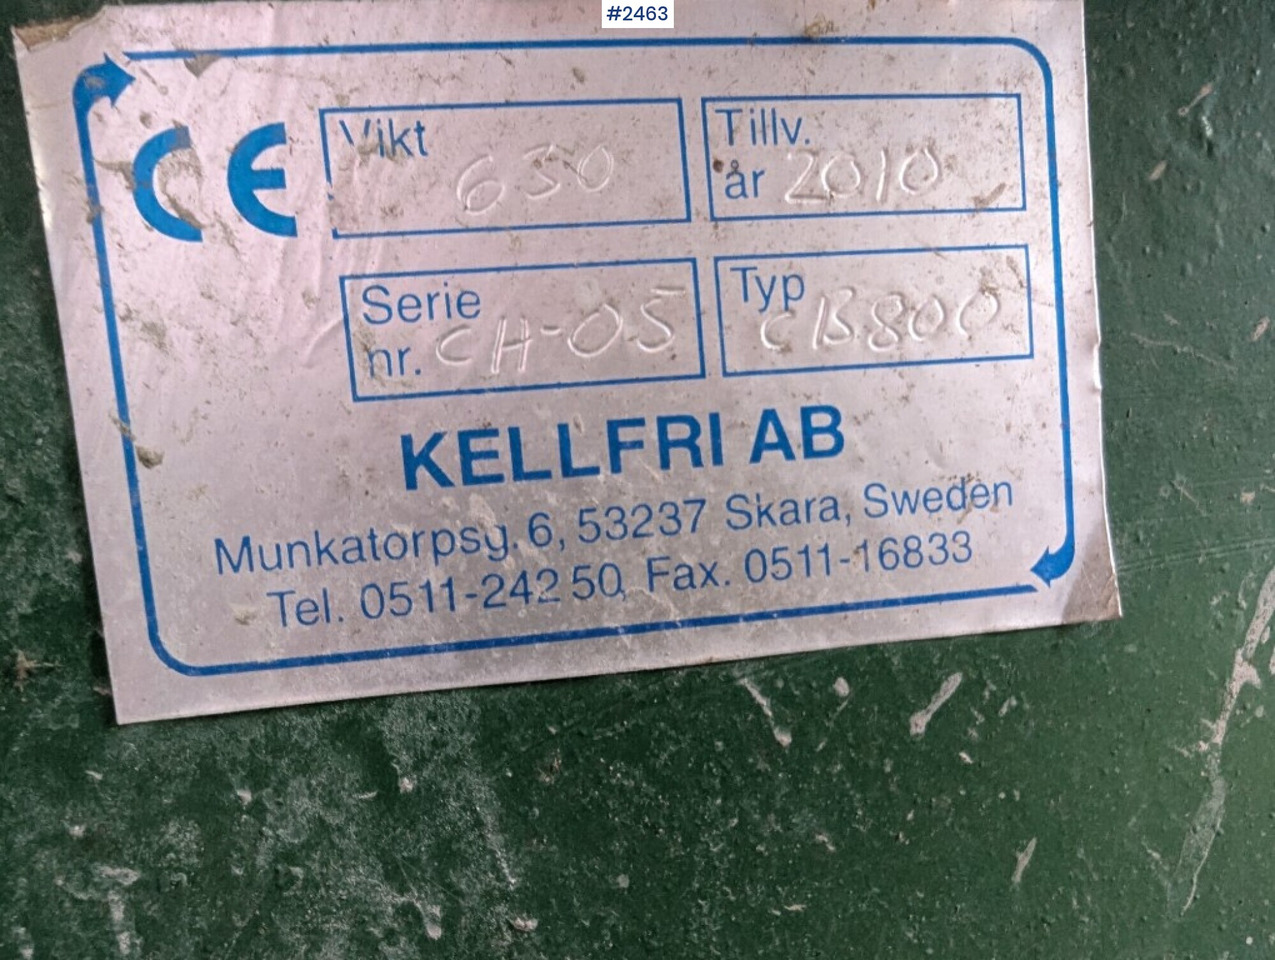 #2463
CE
Vikt 630
Tillv. år 2010
Serie nr. CH-05
Typ CB800
KELLFRI AB
Munkatorpsg. 6, 53237 Skara, Sweden
Tel. 0511-242 50, Fax. 0511-16833